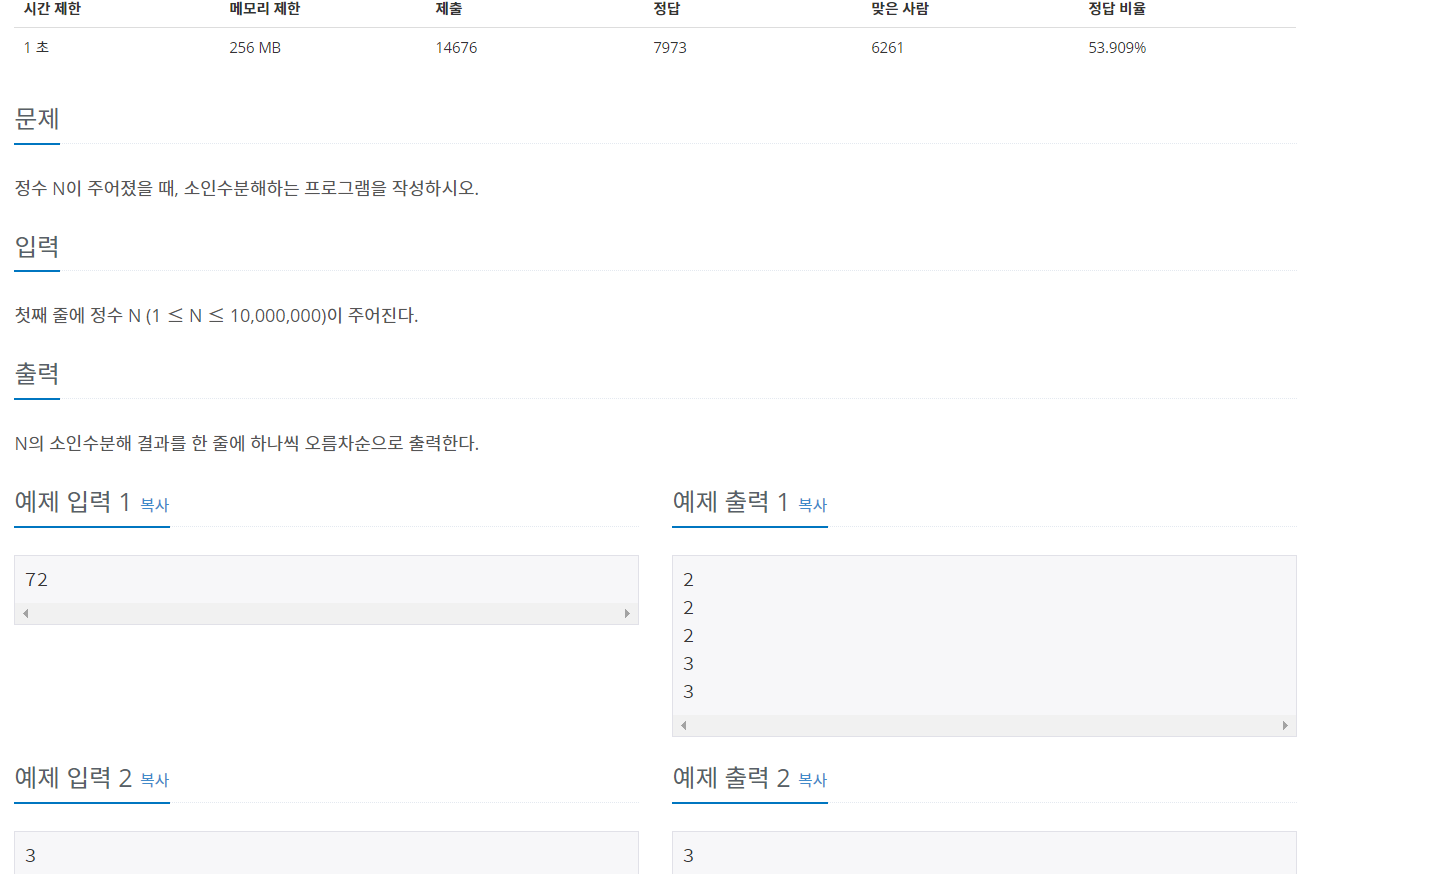 시간 제한 메모리 제한 제출 정답 맞은 사람 정답 비율
1 초 256 MB 14676 7973 6261 53.909%
문제
정수 N이 주어졌을 때, 소인수분해하는 프로그램을 작성하시오.
입력
첫째 줄에 정수 N (1 ≤ N ≤ 10,000,000)이 주어진다.
출력
N의 소인수분해 결과를 한 줄에 하나씩 오름차순으로 출력한다.
예제 입력 1 복사
72
예제 출력 1 복사
2
2
2
3
3
예제 입력 2 복사
3
예제 출력 2 복사
3